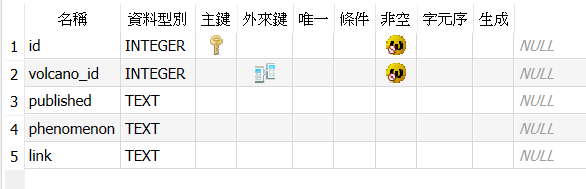 名稱 資料型別 主鍵 外來鍵 唯一 條件 非空 字元序 生成
1 id INTEGER NULL
2 volcano_id INTEGER NULL
3 published TEXT NULL
4 phenomenon TEXT NULL
5 link TEXT NULL